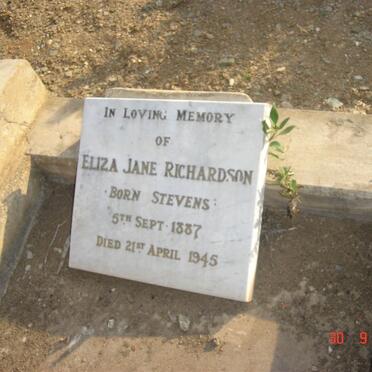 IN LOVING MEMORY
OF
ELIZA JANE RICHARDSON
BORN STEVENS
5TH SEPT 1887
DIED 21ST APRIL 1945
30 9